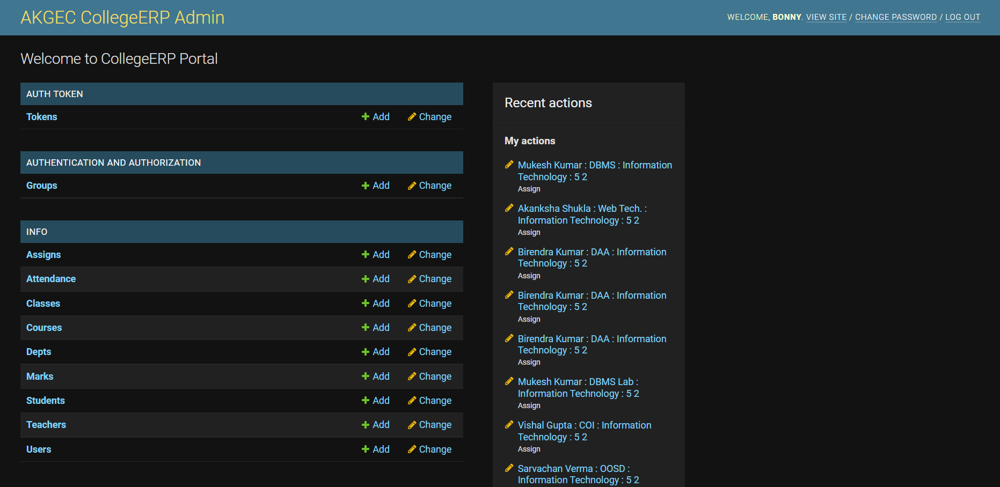 AKGEC CollegeERP Admin
WELCOME, BONNY. VIEW SITE / CHANGE PASSWORD / LOG OUT
Welcome to CollegeERP Portal
AUTH TOKEN
Tokens Add Change
AUTHENTICATION AND AUTHORIZATION
Groups Add Change
INFO
Assigns Add Change
Attendance Add Change
Classes Add Change
Courses Add Change
Depts Add Change
Marks Add Change
Students Add Change
Teachers Add Change
Users Add Change
Recent actions
My actions
Mukesh Kumar : DBMS : Information
Technology : 5 2
Assign
Akanksha Shukla : Web Tech. :
Information Technology : 5 2
Assign
Birendra Kumar : DAA : Information
Technology : 5 2
Assign
Birendra Kumar : DAA : Information
Technology : 5 2
Assign
Birendra Kumar : DAA : Information
Technology : 5 2
Assign
Mukesh Kumar : DBMS Lab :
Information Technology : 5 2
Assign
Vishal Gupta : COI : Information
Technology : 5 2
Assign
Sarvachan Verma : OOSD :
Information Technology : 5 2